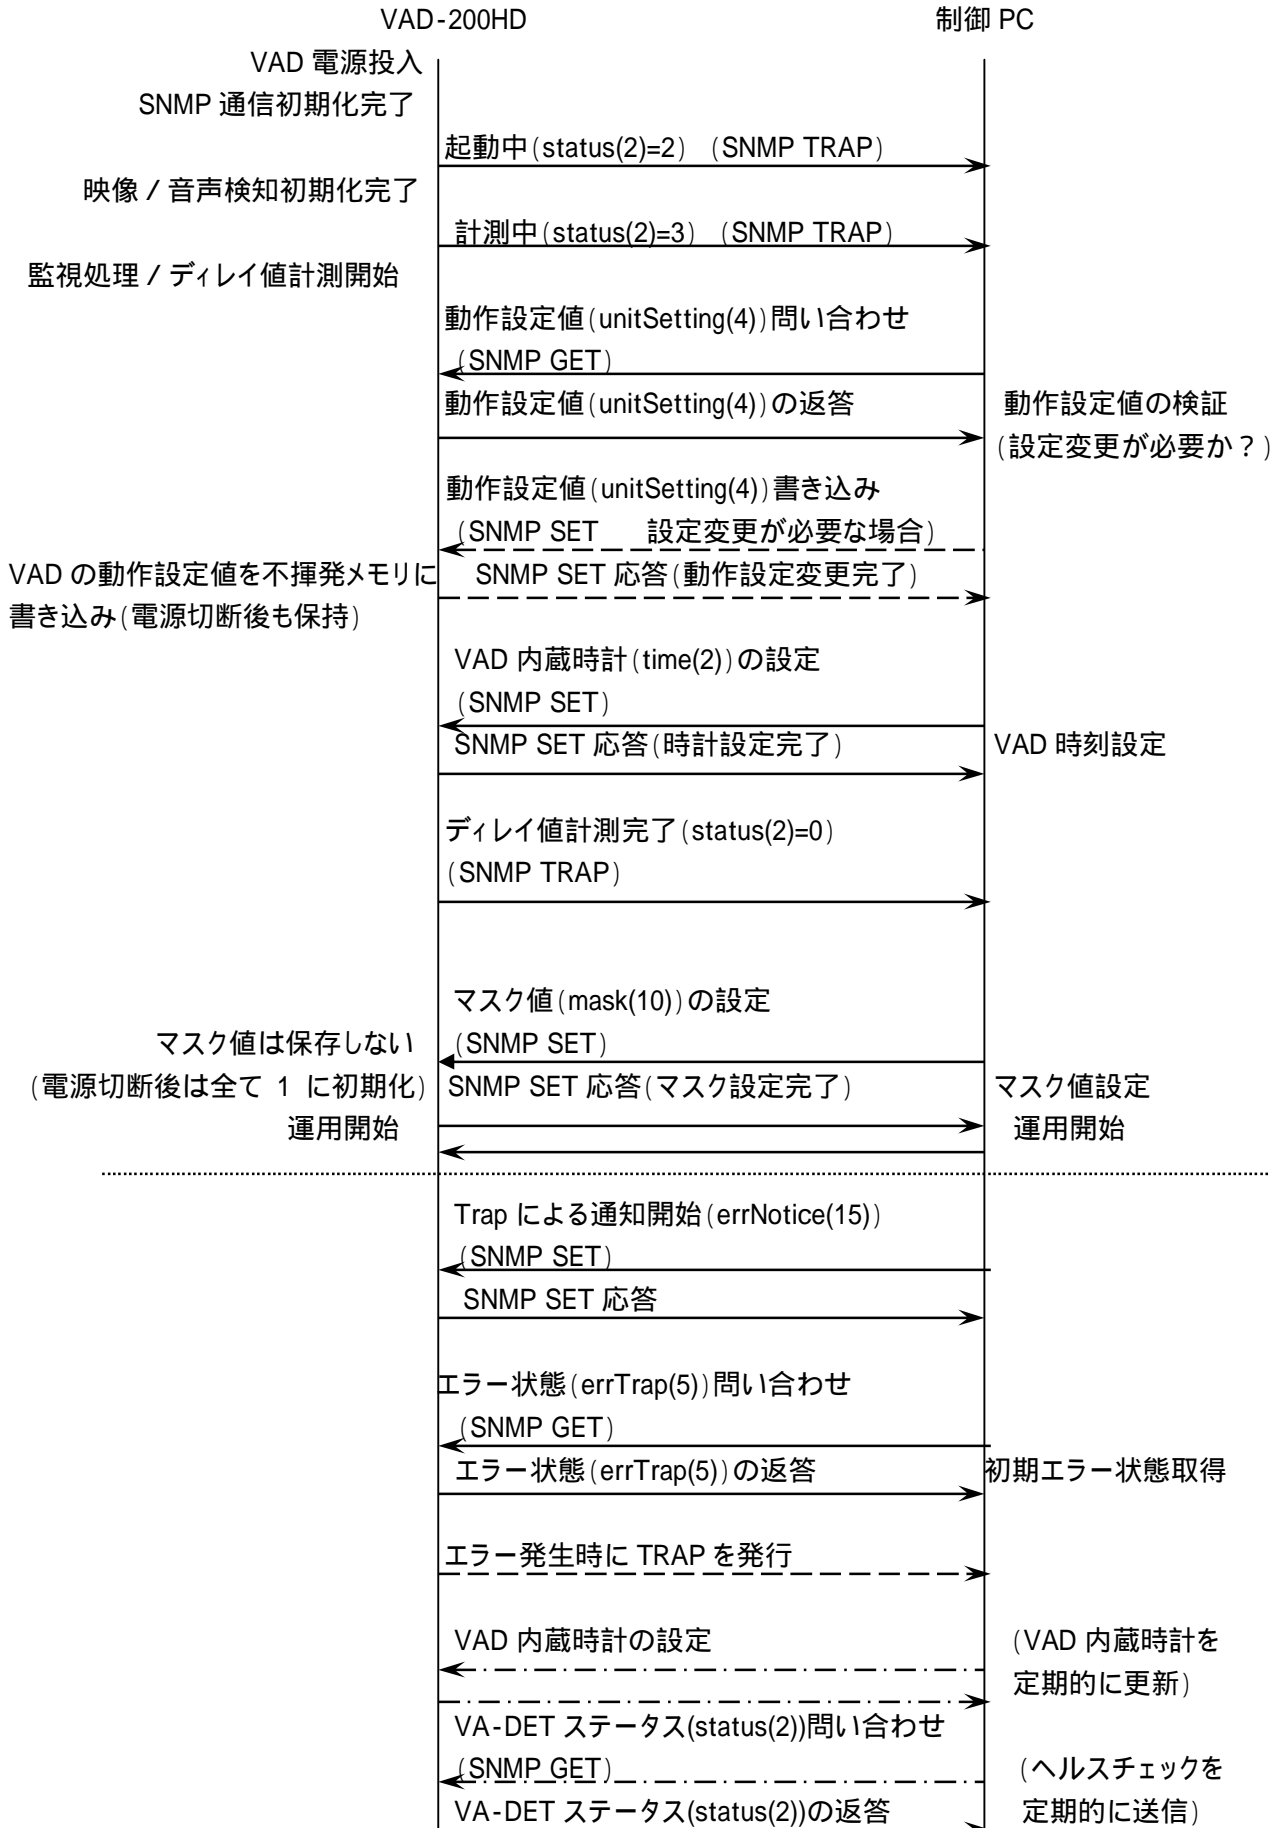 VAD-200HD 制御 PC
VAD 電源投入
SNMP 通信初期化完了
起動中(status(2)=2) (SNMP TRAP)
映像 / 音声検知初期化完了
計測中(status(2)=3) (SNMP TRAP)
監視処理 / ディレイ値計測開始
動作設定値(unitSetting(4))問い合わせ
(SNMP GET)
動作設定値(unitSetting(4))の返答 動作設定値の検証
(設定変更が必要か?)
動作設定値(unitSetting(4))書き込み
(SNMP SET 設定変更が必要な場合)
VAD の動作設定値を不揮発メモリに SNMP SET 応答(動作設定変更完了)
書き込み(電源切断後も保持)
VAD 内蔵時計(time(2))の設定
(SNMP SET)
SNMP SET 応答(時計設定完了) VAD 時刻設定
ディレイ値計測完了(status(2)=0)
(SNMP TRAP)
マスク値(mask(10))の設定
マスク値は保存しない (SNMP SET)
(電源切断後は全て 1 に初期化) SNMP SET 応答(マスク設定完了) マスク値設定
運用開始 運用開始
Trap による通知開始(errNotice(15))
(SNMP SET)
SNMP SET 応答
エラー状態(errTrap(5))問い合わせ
(SNMP GET)
エラー状態(errTrap(5))の返答 初期エラー状態取得
エラー発生時に TRAP を発行
VAD 内蔵時計の設定 (VAD 内蔵時計を
定期的に更新)
VA-DET ステータス(status(2))問い合わせ
(SNMP GET) (ヘルスチェックを
VA-DET ステータス(status(2))の返答 定期的に送信)